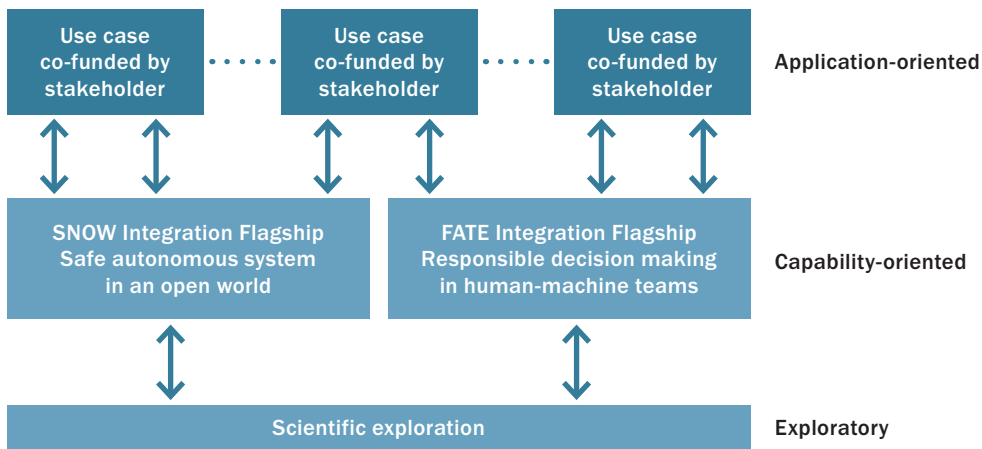 Use case
co-funded by
stakeholder
Use case
co-funded by
stakeholder
Use case
co-funded by
stakeholder
Application-oriented
SNOW Integration Flagship
Safe autonomous system
in an open world
FATE Integration Flagship
Responsible decision making
in human-machine teams
Capability-oriented
Scientific exploration
Exploratory